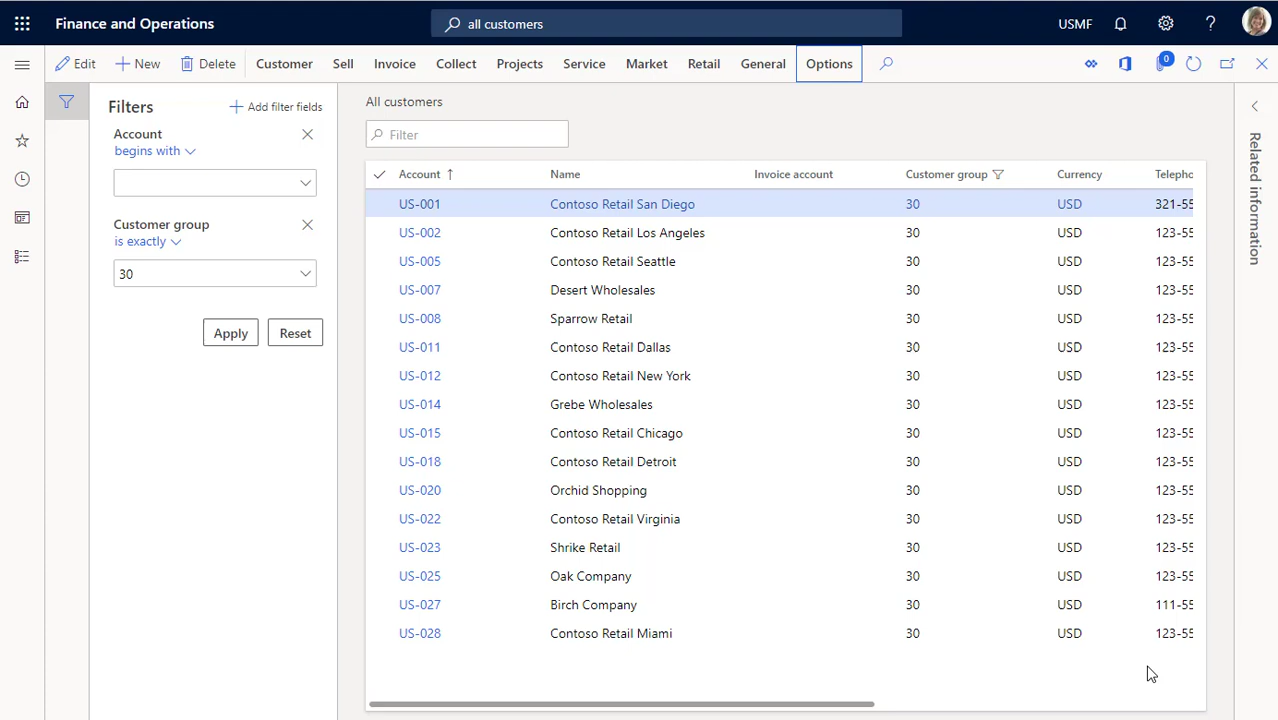 Finance and Operations
all customers
USMF
Edit
New
Delete
Customer
Sell
Invoice
Collect
Projects
Service
Market
Retail
General
Options
0
Filters
Add filter fields
Account
begins with
Customer group
is exactly
30
Apply
Reset
All customers
Filter
Account Name Invoice account Customer group Currency Telepho
US-001 Contoso Retail San Diego 30 USD 321-55
US-002 Contoso Retail Los Angeles 30 USD 123-55
US-005 Contoso Retail Seattle 30 USD 123-55
US-007 Desert Wholesales 30 USD 123-55
US-008 Sparrow Retail 30 USD 123-55
US-011 Contoso Retail Dallas 30 USD 123-55
US-012 Contoso Retail New York 30 USD 123-55
US-014 Grebe Wholesales 30 USD 123-55
US-015 Contoso Retail Chicago 30 USD 123-55
US-018 Contoso Retail Detroit 30 USD 123-55
US-020 Orchid Shopping 30 USD 123-55
US-022 Contoso Retail Virginia 30 USD 123-55
US-023 Shrike Retail 30 USD 123-55
US-025 Oak Company 30 USD 123-55
US-027 Birch Company 30 USD 111-55
US-028 Contoso Retail Miami 30 USD 123-55
Related information